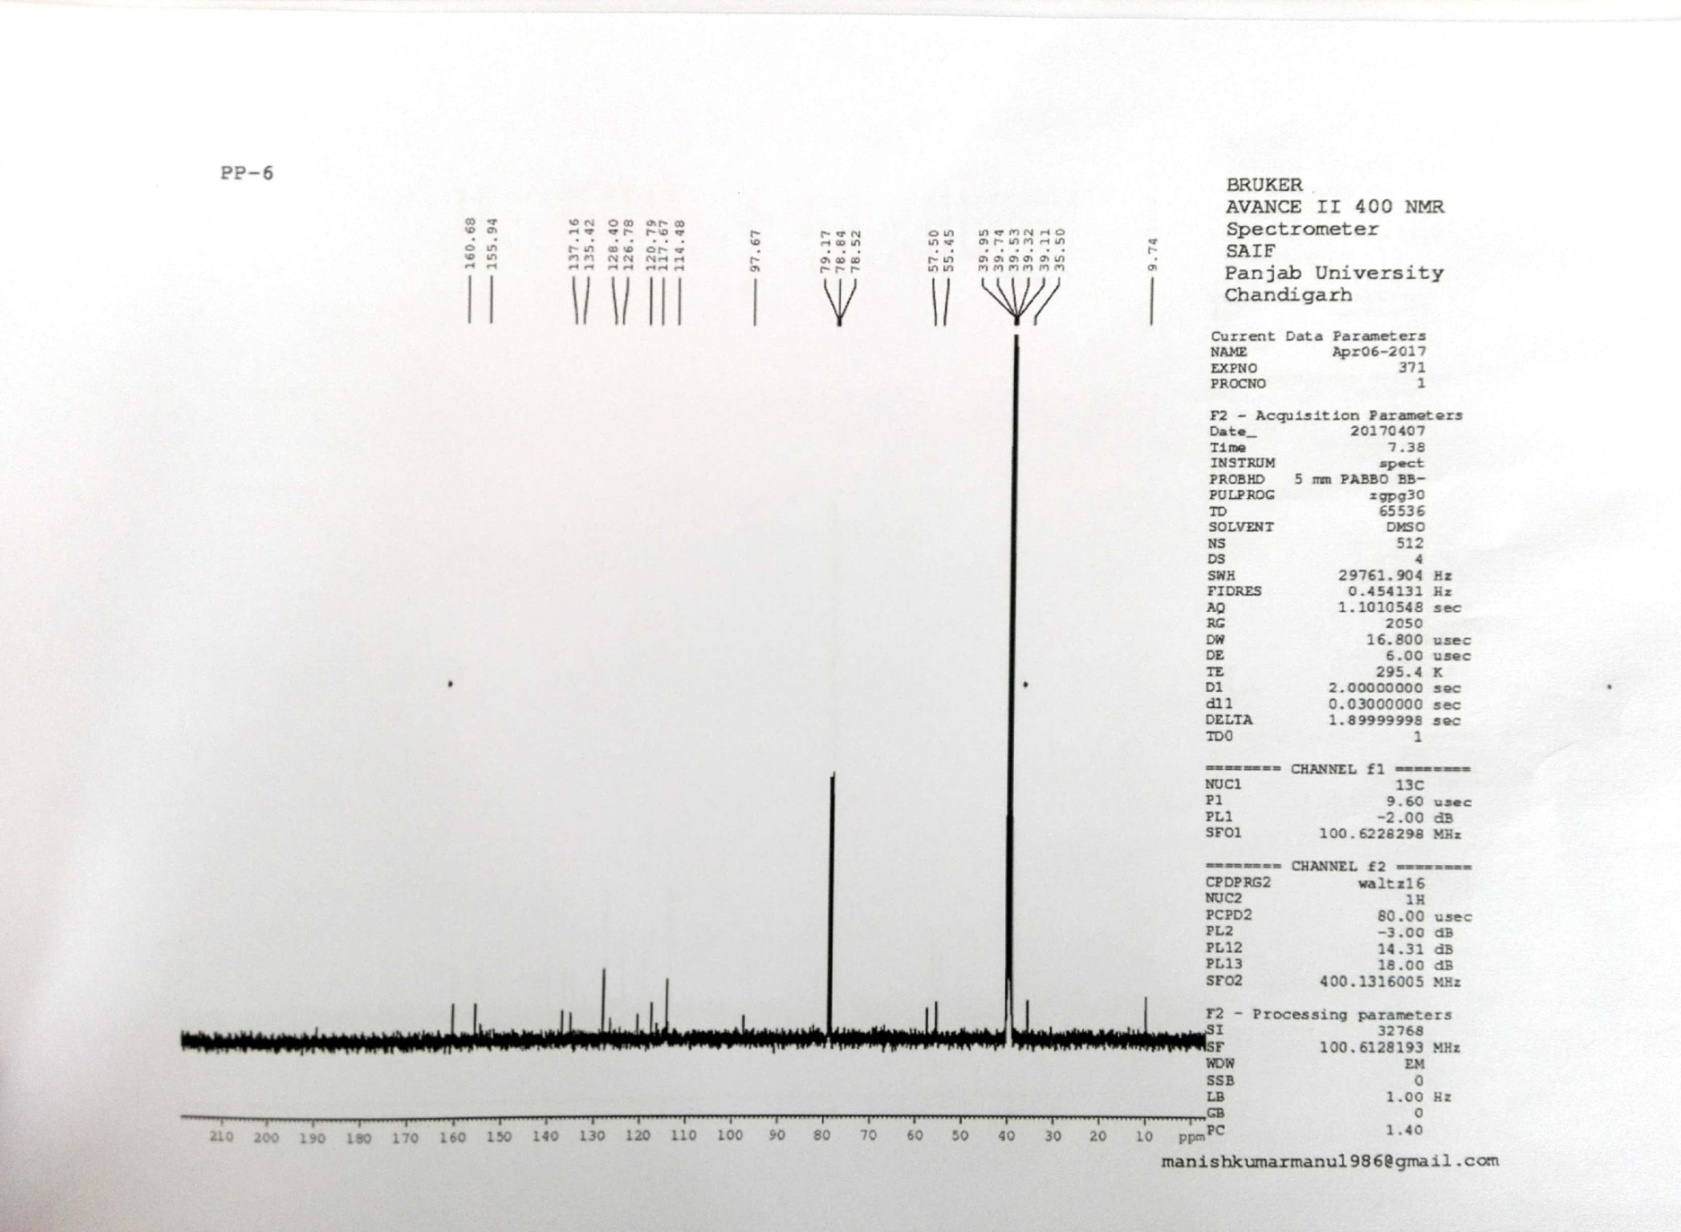 PP-6
160.68
155.94
137.16
135.42
128.40
126.78
120.79
117.67
114.48
97.67
79.17
78.84
78.52
57.50
55.45
39.95
39.74
39.53
39.32
39.11
35.50
9.74
BRUKER
AVANCE II 400 NMR
Spectrometer
SAIF
Panjab University
Chandigarh
Current Data Parameters
NAME Apr06-2017
EXPNO 371
PROCNO 1
F2 - Acquisition Parameters
Date_ 20170407
Time 7.38
INSTRUM spect
PROBHD 5 mm PABBO BB-
PULPROG zgpg30
TD 65536
SOLVENT DMSO
NS 512
DS 4
SWH 29761.904 Hz
FIDRES 0.454131 Hz
AQ 1.1010548 sec
RG 2050
DW 16.800 usec
DE 6.00 usec
TE 295.4 K
D1 2.00000000 sec
d11 0.03000000 sec
DELTA 1.89999998 sec
TD0 1
======== CHANNEL f1 ========
NUC1 13C
P1 9.60 usec
PL1 -2.00 dB
SFO1 100.6228298 MHz
======== CHANNEL f2 ========
CPDPRG2 waltz16
NUC2 1H
PCPD2 80.00 usec
PL2 -3.00 dB
PL12 14.31 dB
PL13 18.00 dB
SFO2 400.1316005 MHz
F2 - Processing parameters
SI 32768
SF 100.6128193 MHz
WDW EM
SSB 0
LB 1.00 Hz
GB 0
PC 1.40
210 200 190 180 170 160 150 140 130 120 110 100 90 80 70 60 50 40 30 20 10 ppm
manishkumarmanu1986@gmail.com